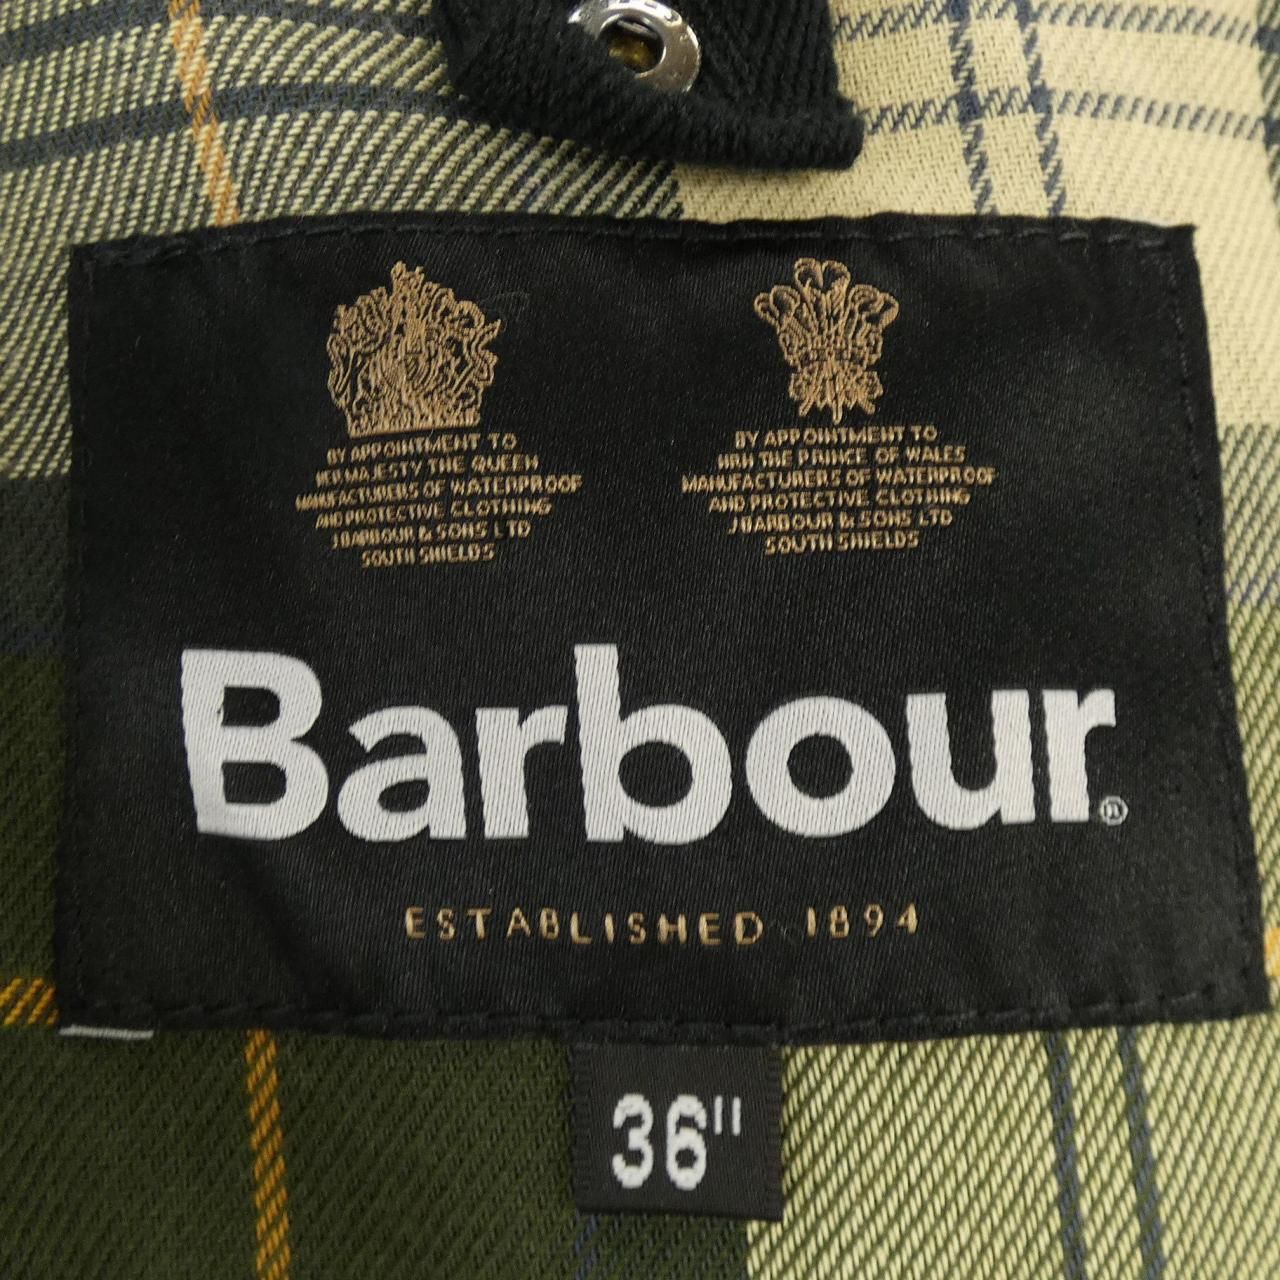 BY APPOINTMENT TO
HER MAJESTY THE QUEEN
MANUFACTURERS OF WATERPROOF
AND PROTECTIVE CLOTHING
J BARBOUR & SONS LTD
SOUTH SHIELDS
BY APPOINTMENT TO
HRH THE PRINCE OF WALES
MANUFACTURERS OF WATERPROOF
AND PROTECTIVE CLOTHING
J BARBOUR & SONS LTD
SOUTH SHIELDS
Barbour®
ESTABLISHED 1894
36"